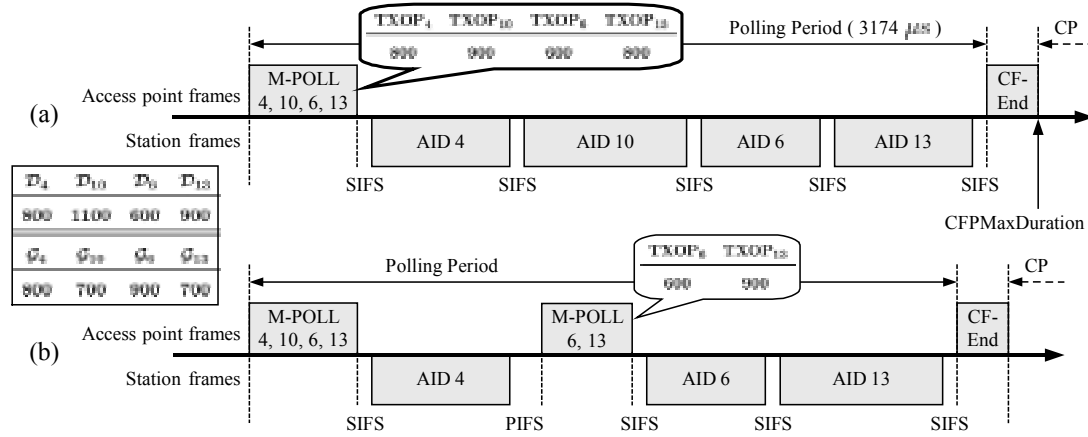 TXOP₄ TXOP₁₀ TXOP₆ TXOP₁₃
800 900 600 800
Polling Period ( 3174 μs )
CP
(a)
Access point frames
M-POLL
4, 10, 6, 13
CF-
End
Station frames
AID 4
AID 10
AID 6
AID 13
SIFS
SIFS
SIFS
SIFS
SIFS
CFPMaxDuration
D₄ D₁₀ D₆ D₁₃
800 1100 600 900
G₄ G₁₀ G₆ G₁₃
800 700 900 700
TXOP₆ TXOP₁₃
600 900
Polling Period
CP
(b)
Access point frames
M-POLL
4, 10, 6, 13
M-POLL
6, 13
CF-
End
Station frames
AID 4
AID 6
AID 13
SIFS
PIFS
SIFS
SIFS
SIFS